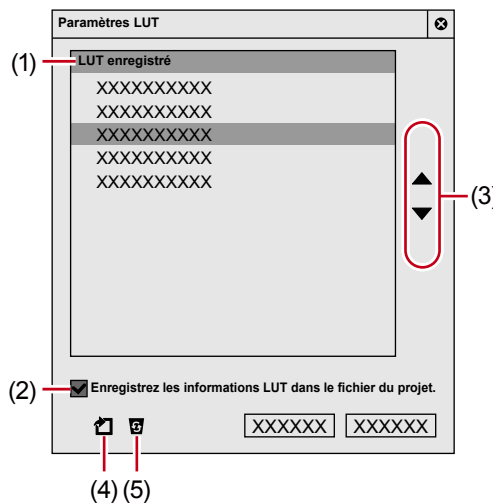 Paramètres LUT
(1)
LUT enregistré
XXXXXXXXXX
XXXXXXXXXX
XXXXXXXXXX
XXXXXXXXXX
XXXXXXXXXX
(3)
(2)
Enregistrez les informations LUT dans le fichier du projet.
XXXXXX XXXXXX
(4) (5)